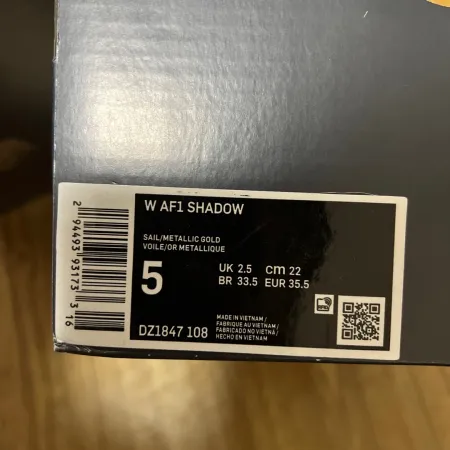 W AF1 SHADOW
SAIL/METALLIC GOLD
VOILE/OR METALLIQUE
5
UK 2.5 cm 22
BR 33.5 EUR 35.5
DZ1847 108
MADE IN VIETNAM /
FABRIQUE AU VIETNAM /
FABRICADO NO VIETNÃ /
HECHO EN VIETNAM